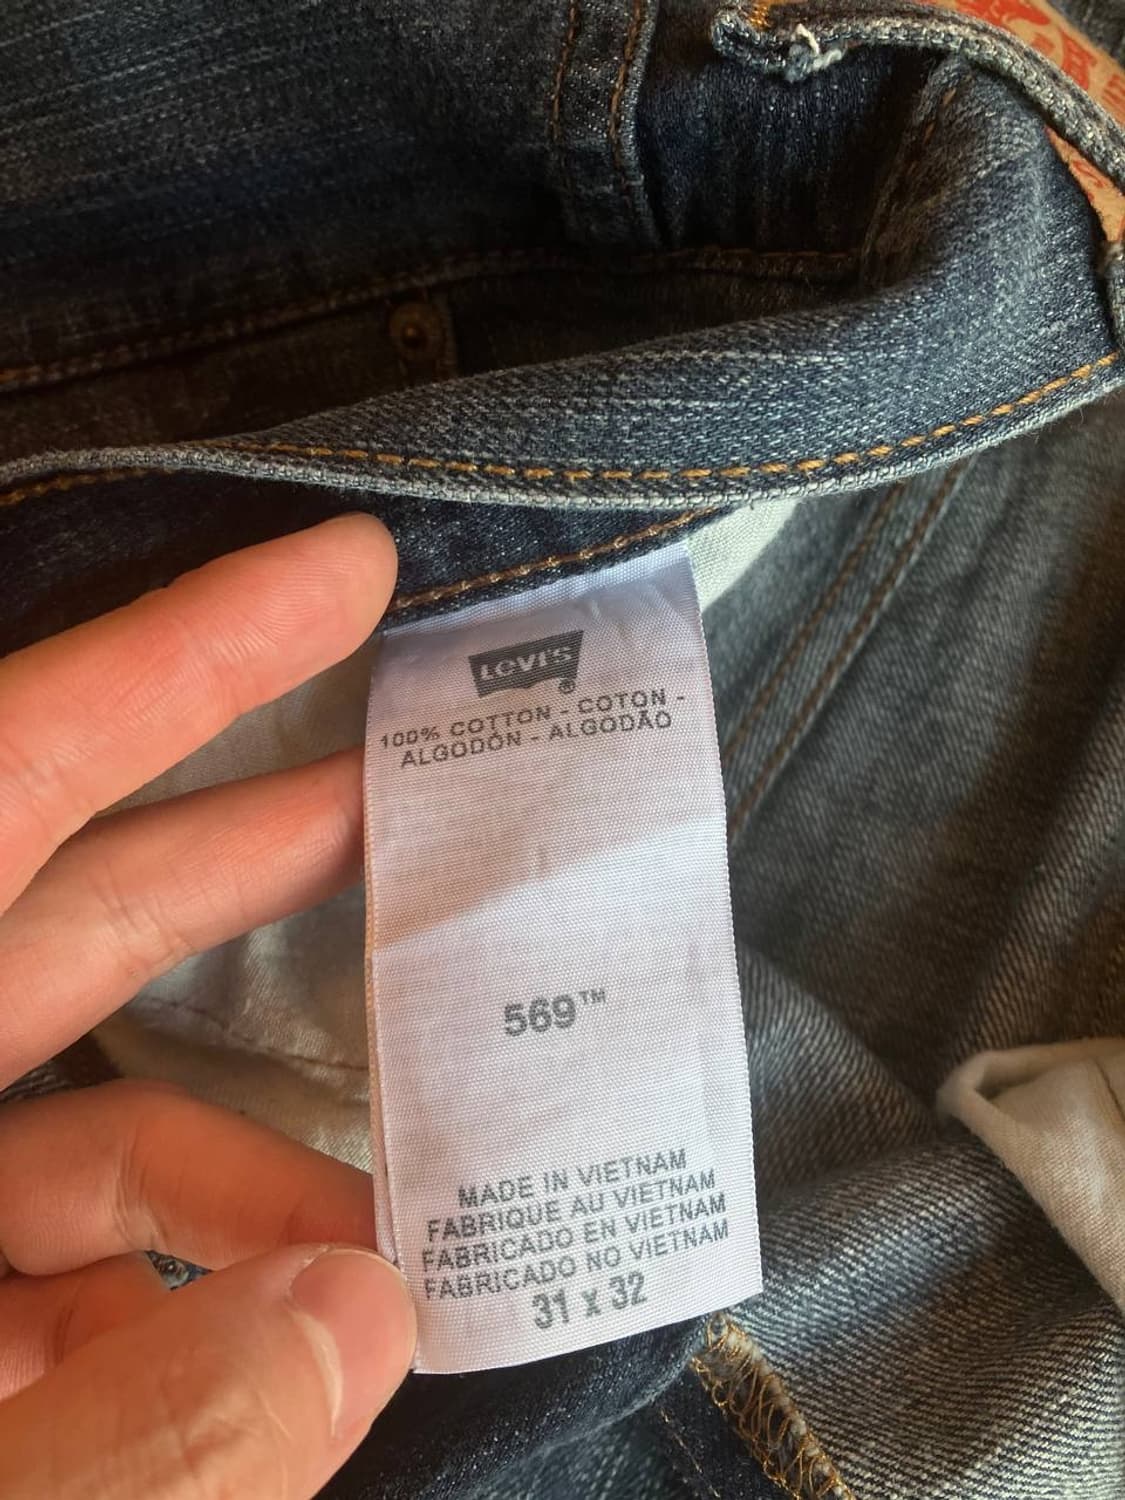 LEVI'S ®
100% COTTON - COTON -
ALGODÓN - ALGODÃO
569™
MADE IN VIETNAM
FABRIQUE AU VIETNAM
FABRICADO EN VIETNAM
FABRICADO NO VIETNAM
31 x 32